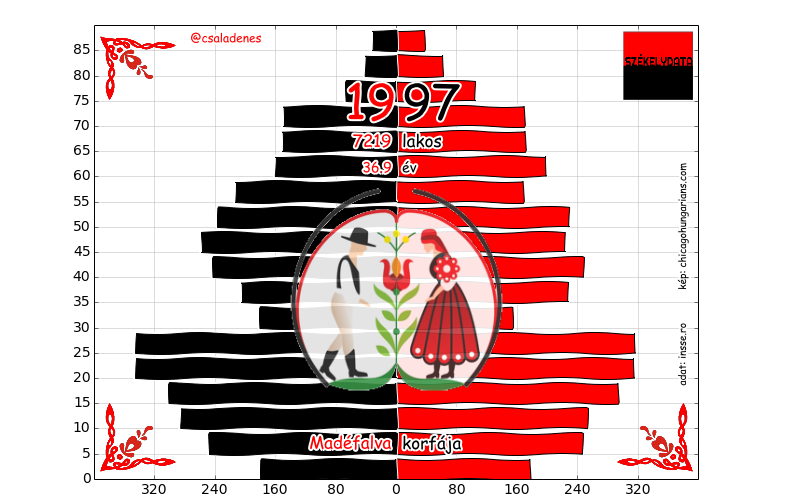 @csaladenes
SZÉKELYDATA
1997
7219 lakos
36.9 év
kép: chicagohungarians.com
adat: insse.ro
Madéfalva korfája
85
80
75
70
65
60
55
50
45
40
35
30
25
20
15
10
5
0
320 240 160 80 0 80 160 240 320